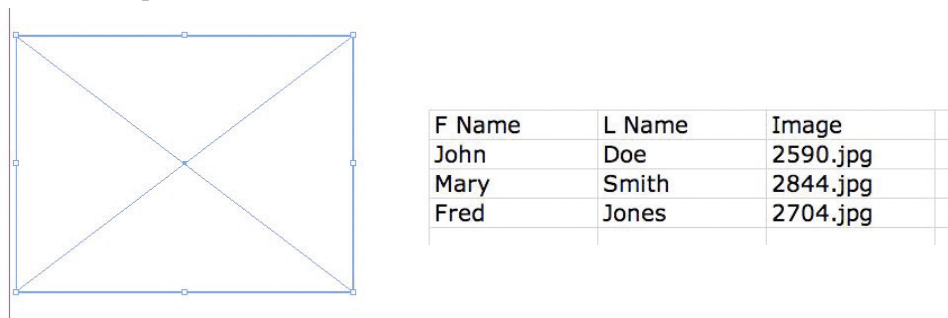 F Name L Name Image
John Doe 2590.jpg
Mary Smith 2844.jpg
Fred Jones 2704.jpg